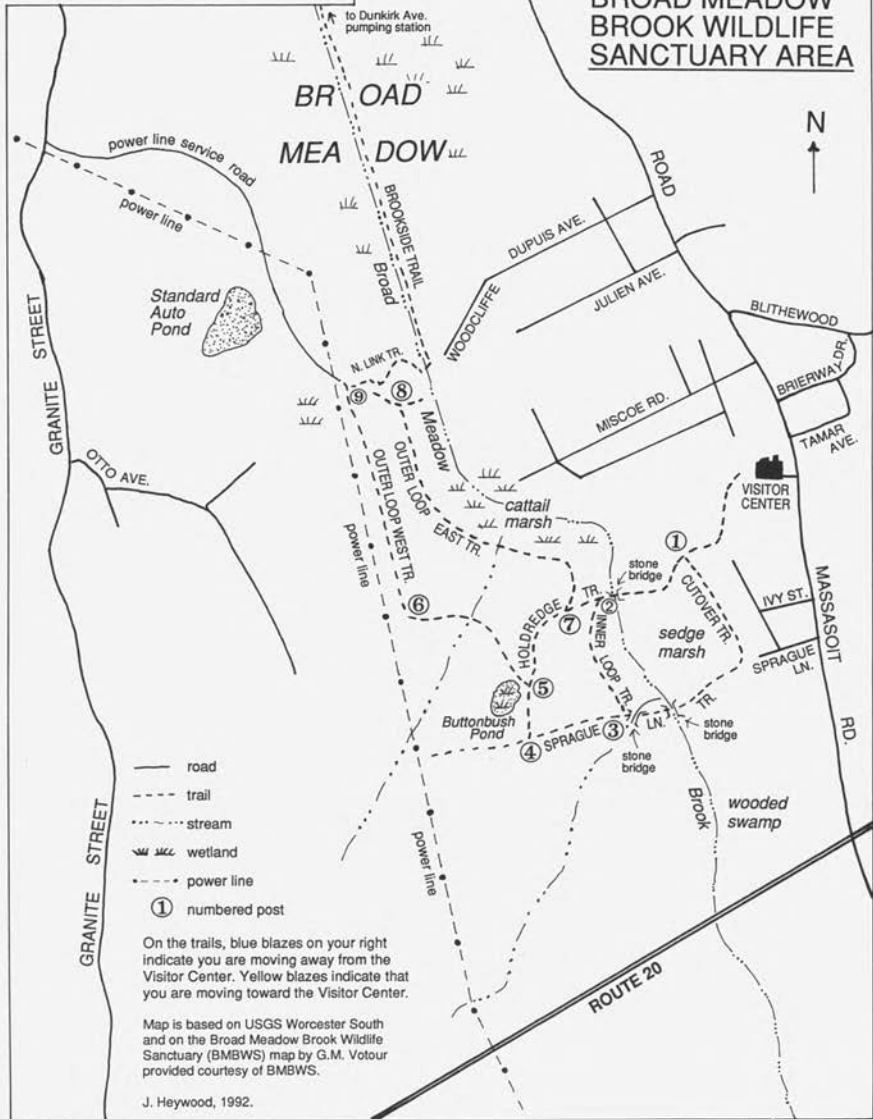 BROAD MEADOW
BROOK WILDLIFE
SANCTUARY AREA
to Dunkirk Ave.
pumping station
BROAD
MEADOW
N
power line service road
power line
BROOKSIDE TRAIL
Broad
ROAD
DUPUIS AVE.
JULIEN AVE.
WOODCLIFFE
BLITHEWOOD
BRIERWAY DR.
TAMAR AVE.
MISCOE RD.
Standard
Auto
Pond
GRANITE STREET
N. LINK TR.
9
8
Meadow
OTTO AVE.
OUTER LOOP
EAST TR.
OUTER LOOP WEST TR.
cattail
marsh
VISITOR
CENTER
power line
1
stone
bridge
CUTOVER TR.
MASSASOIT
RD.
IVY ST.
SPRAGUE
LN.
6
HOLDREDGE TR.
7
2
INNER LOOP TR.
sedge
marsh
5
Buttonbush
Pond
4
SPRAGUE
3
LN.
TR.
stone
bridge
stone
bridge
Brook
wooded
swamp
power line
ROUTE 20
GRANITE STREET
road
trail
stream
wetland
power line
1 numbered post
On the trails, blue blazes on your right
indicate you are moving away from the
Visitor Center. Yellow blazes indicate that
you are moving toward the Visitor Center.
Map is based on USGS Worcester South
and on the Broad Meadow Brook Wildlife
Sanctuary (BMBWS) map by G.M. Votour
provided courtesy of BMBWS.
J. Heywood, 1992.